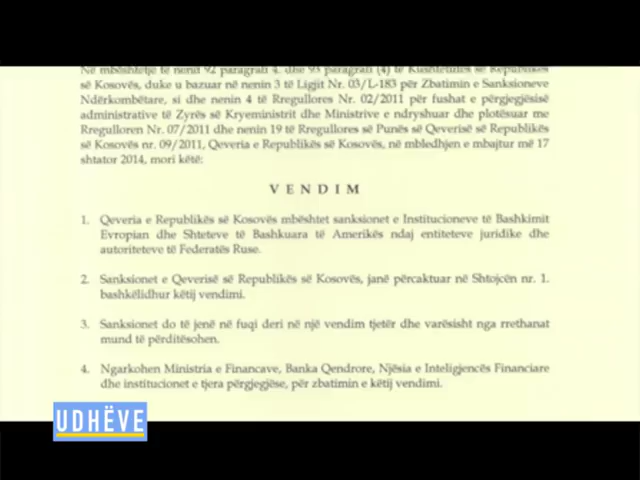 Në mbështetje të nenit 92 paragrafi 4. dhe 93 paragrafi (4) të Kushtetutës së Republikës
së Kosovës, duke u bazuar në nenin 3 të Ligjit Nr. 03/L-183 për Zbatimin e Sanksioneve
Ndërkombëtare, si dhe nenin 4 të Rregullores Nr. 02/2011 për fushat e përgjegjësisë
administrative të Zyrës së Kryeministrit dhe Ministrive e ndryshuar dhe plotësuar me
Rregulloren Nr. 07/2011 dhe nenin 19 të Rregullores së Punës së Qeverisë së Republikës
së Kosovës nr. 09/2011, Qeveria e Republikës së Kosovës, në mbledhjen e mbajtur më 17
shtator 2014, mori këtë:
V E N D I M
1. Qeveria e Republikës së Kosovës mbështet sanksionet e Institucioneve të Bashkimit
Evropian dhe Shteteve të Bashkuara të Amerikës ndaj entiteteve juridike dhe
autoriteteve të Federatës Ruse.
2. Sanksionet e Qeverisë së Republikës së Kosovës, janë përcaktuar në Shtojcën nr. 1.
bashkëlidhur këtij vendimi.
3. Sanksionet do të jenë në fuqi deri në një vendim tjetër dhe varësisht nga rrethanat
mund të përditësohen.
4. Ngarkohen Ministria e Financave, Banka Qendrore, Njësia e Inteligjencës Financiare
dhe institucionet e tjera përgjegjëse, për zbatimin e këtij vendimi.
UDHËVE